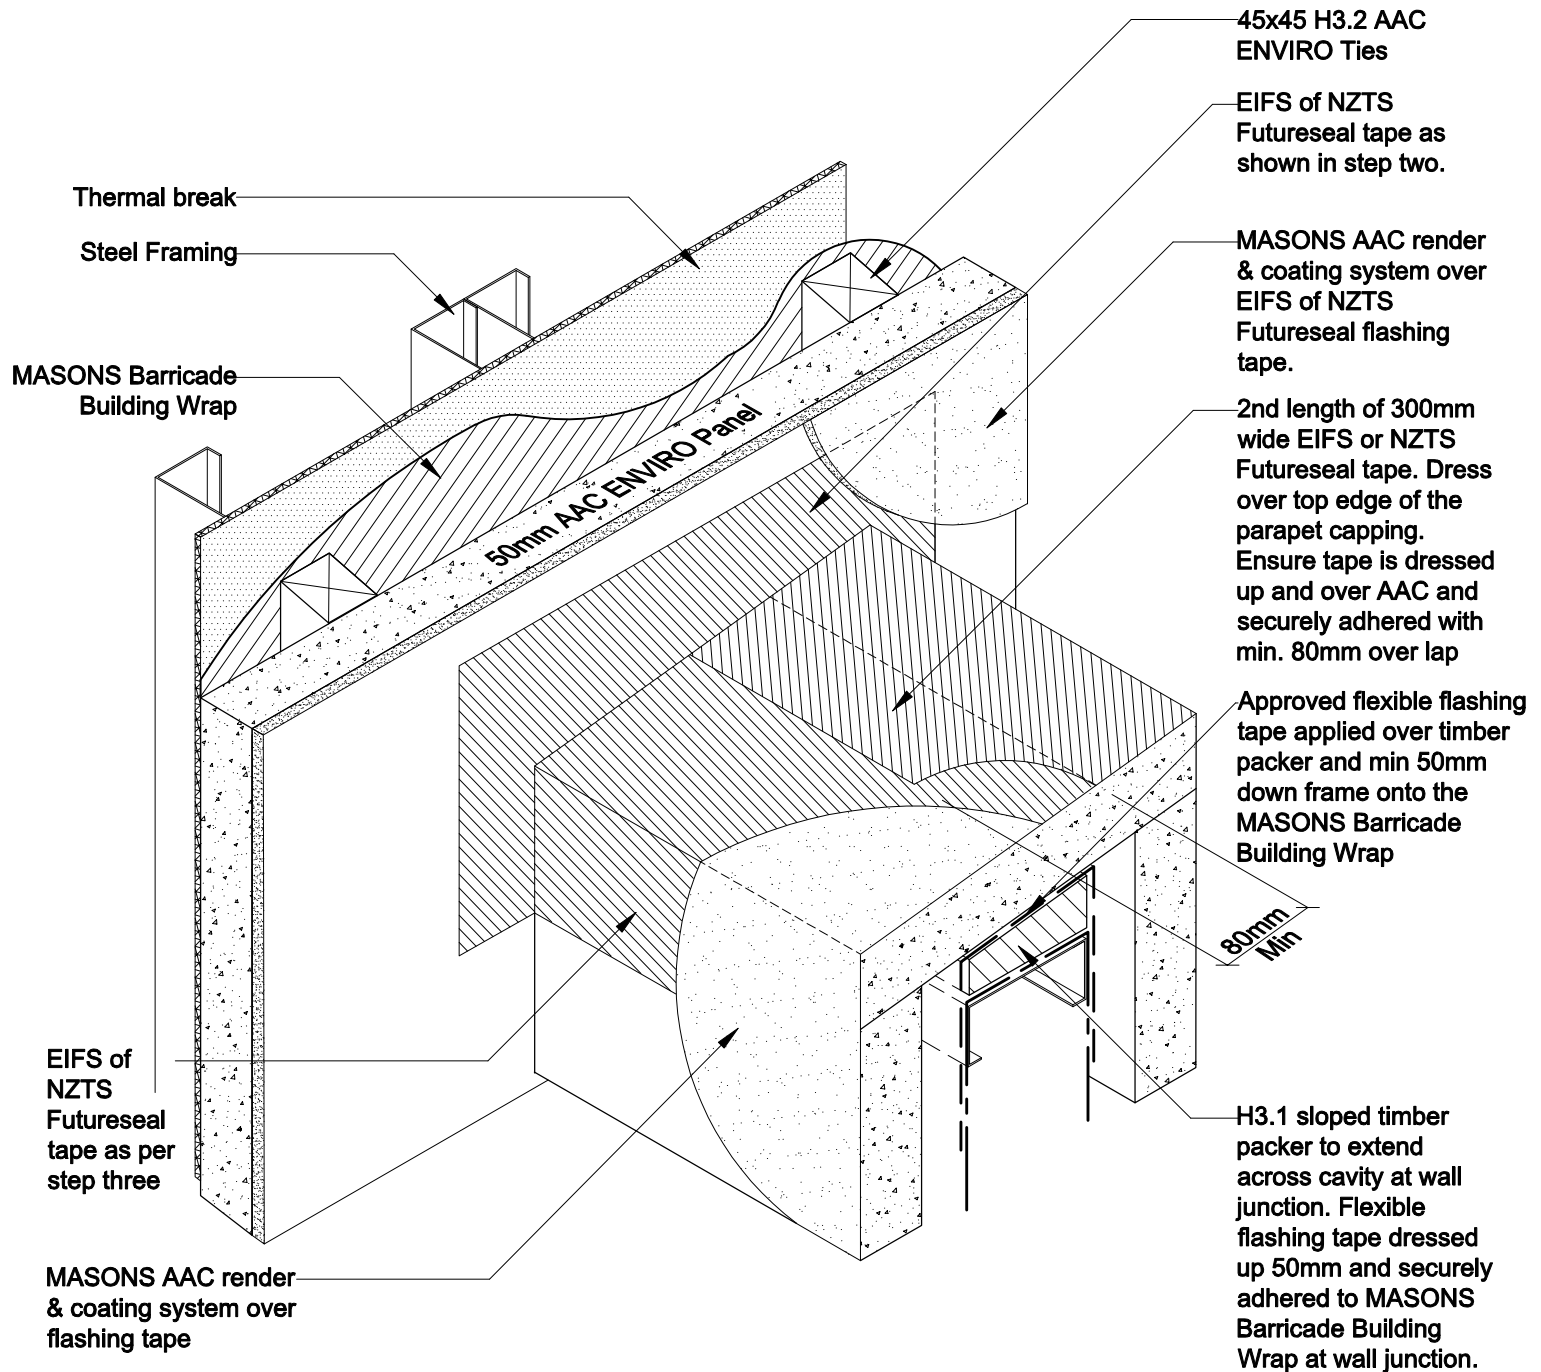 45x45 H3.2 AAC
ENVIRO Ties
EIFS of NZTS
Futureseal tape as
shown in step two.
Thermal break
Steel Framing
MASONS AAC render
& coating system over
EIFS of NZTS
Futureseal flashing
tape.
MASONS Barricade
Building Wrap
50mm AAC ENVIRO Panel
2nd length of 300mm
wide EIFS or NZTS
Futureseal tape. Dress
over top edge of the
parapet capping.
Ensure tape is dressed
up and over AAC and
securely adhered with
min. 80mm over lap
Approved flexible flashing
tape applied over timber
packer and min 50mm
down frame onto the
MASONS Barricade
Building Wrap
80mm
Min
EIFS of
NZTS
Futureseal
tape as per
step three
H3.1 sloped timber
packer to extend
across cavity at wall
junction. Flexible
flashing tape dressed
up 50mm and securely
adhered to MASONS
Barricade Building
Wrap at wall junction.
MASONS AAC render
& coating system over
flashing tape